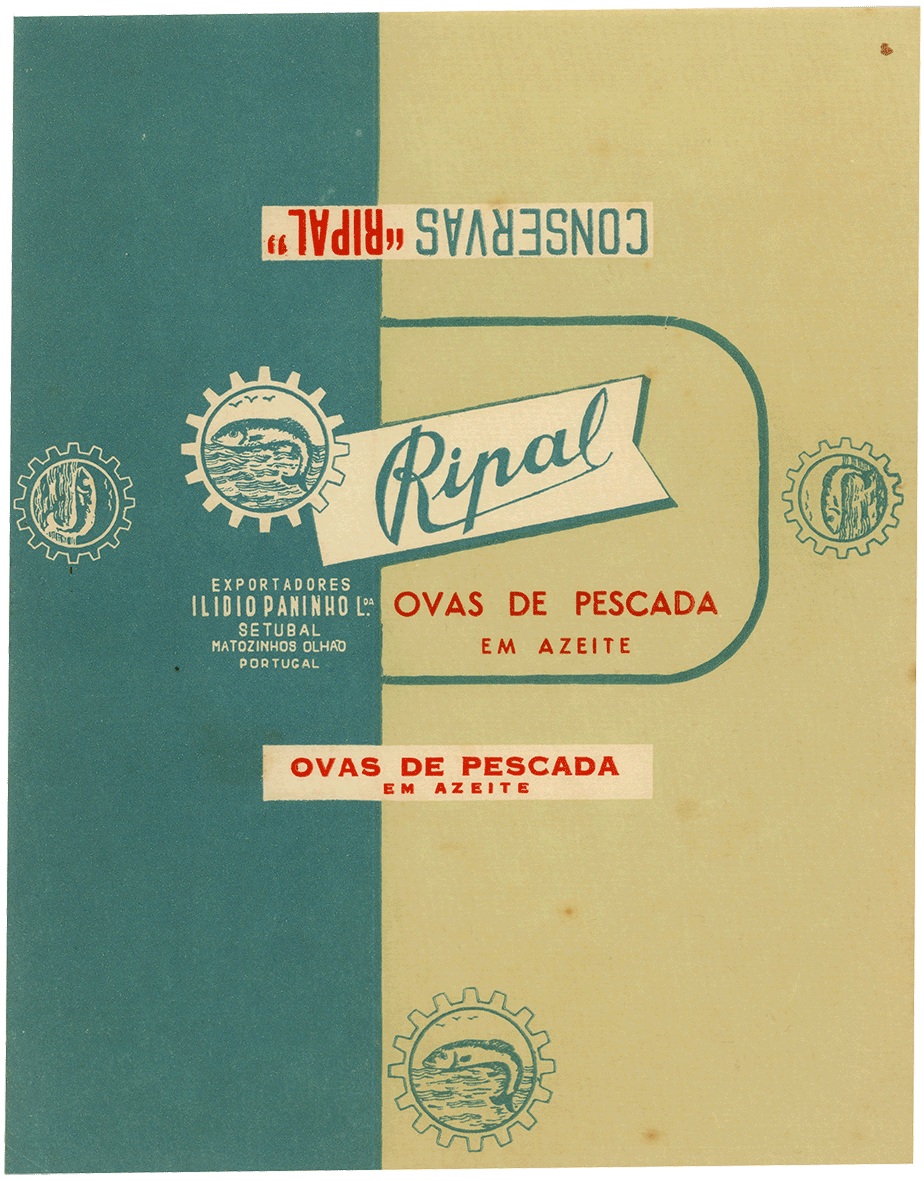 CONSERVAS "RIPAL"
Ripal
EXPORTADORES
ILIDIO PANINHO L.DA
SETUBAL
MATOZINHOS OLHÃO
PORTUGAL
OVAS DE PESCADA
EM AZEITE
OVAS DE PESCADA
EM AZEITE